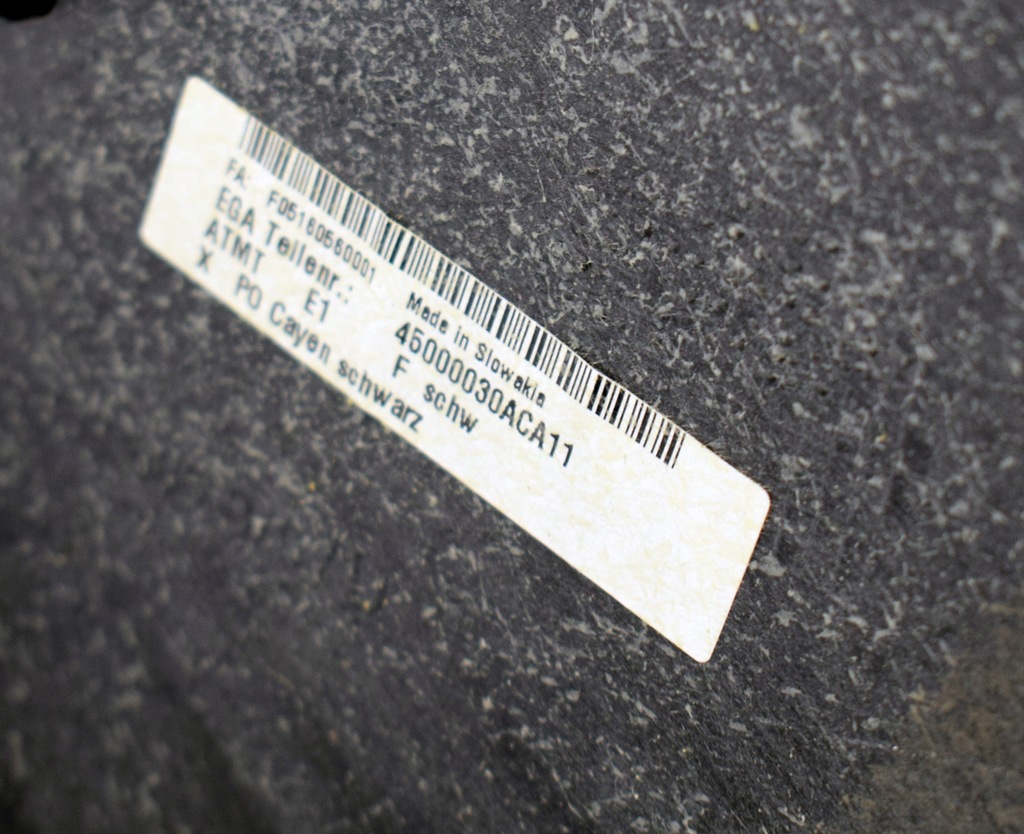 FA: F05160560001 Made in Slowakia
EGA Teilenr.: 45000030ACA11
ATMT E1 F schw
X PO Cayen schwarz